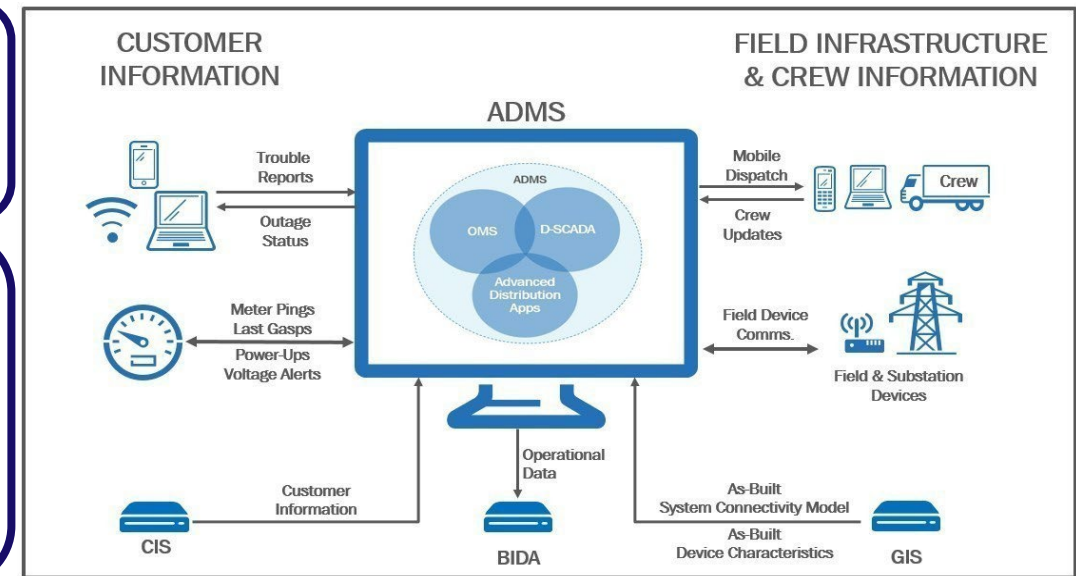 CUSTOMER
INFORMATION
FIELD INFRASTRUCTURE
& CREW INFORMATION
ADMS
Trouble
Reports
Outage
Status
ADMS
OMS
D-SCADA
Advanced
Distribution
Apps
Mobile
Dispatch
Crew
Updates
Crew
Meter Pings
Last Gasps
Power-Ups
Voltage Alerts
Field Device
Comms.
Field & Substation
Devices
Operational
Data
Customer
Information
As-Built
System Connectivity Model
As-Built
Device Characteristics
CIS
BIDA
GIS